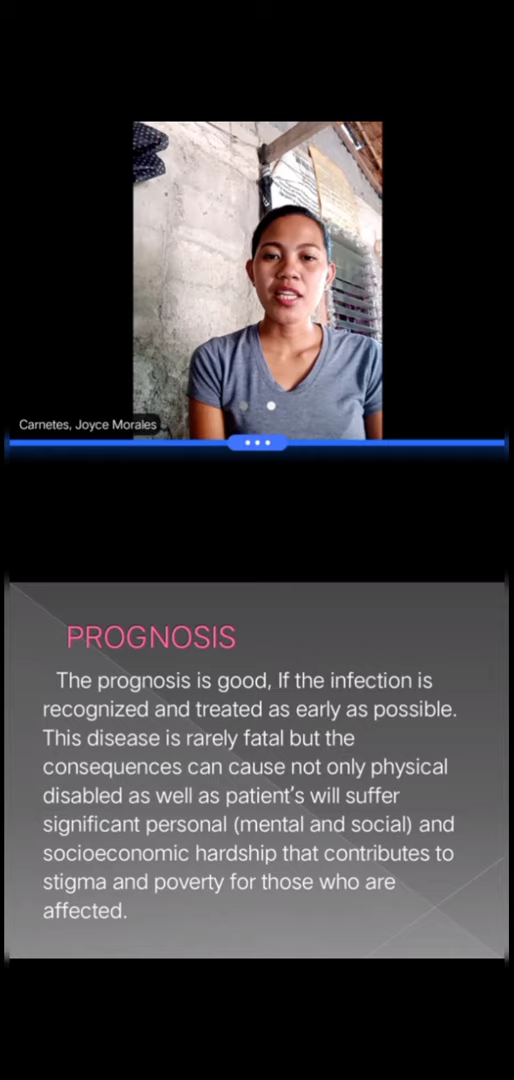 Carnetes, Joyce Morales
PROGNOSIS
The prognosis is good, If the infection is
recognized and treated as early as possible.
This disease is rarely fatal but the
consequences can cause not only physical
disabled as well as patient's will suffer
significant personal (mental and social) and
socioeconomic hardship that contributes to
stigma and poverty for those who are
affected.